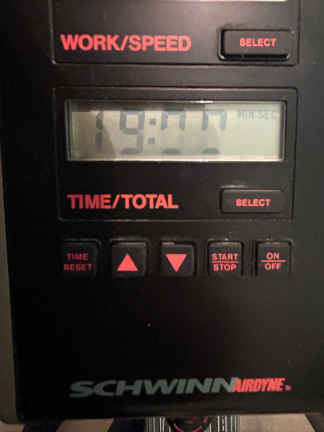 WORK/SPEED
SELECT
19:00
MIN:SEC
TIME/TOTAL
SELECT
TIME
RESET
START
STOP
ON
OFF
SCHWINN AIRDYNE